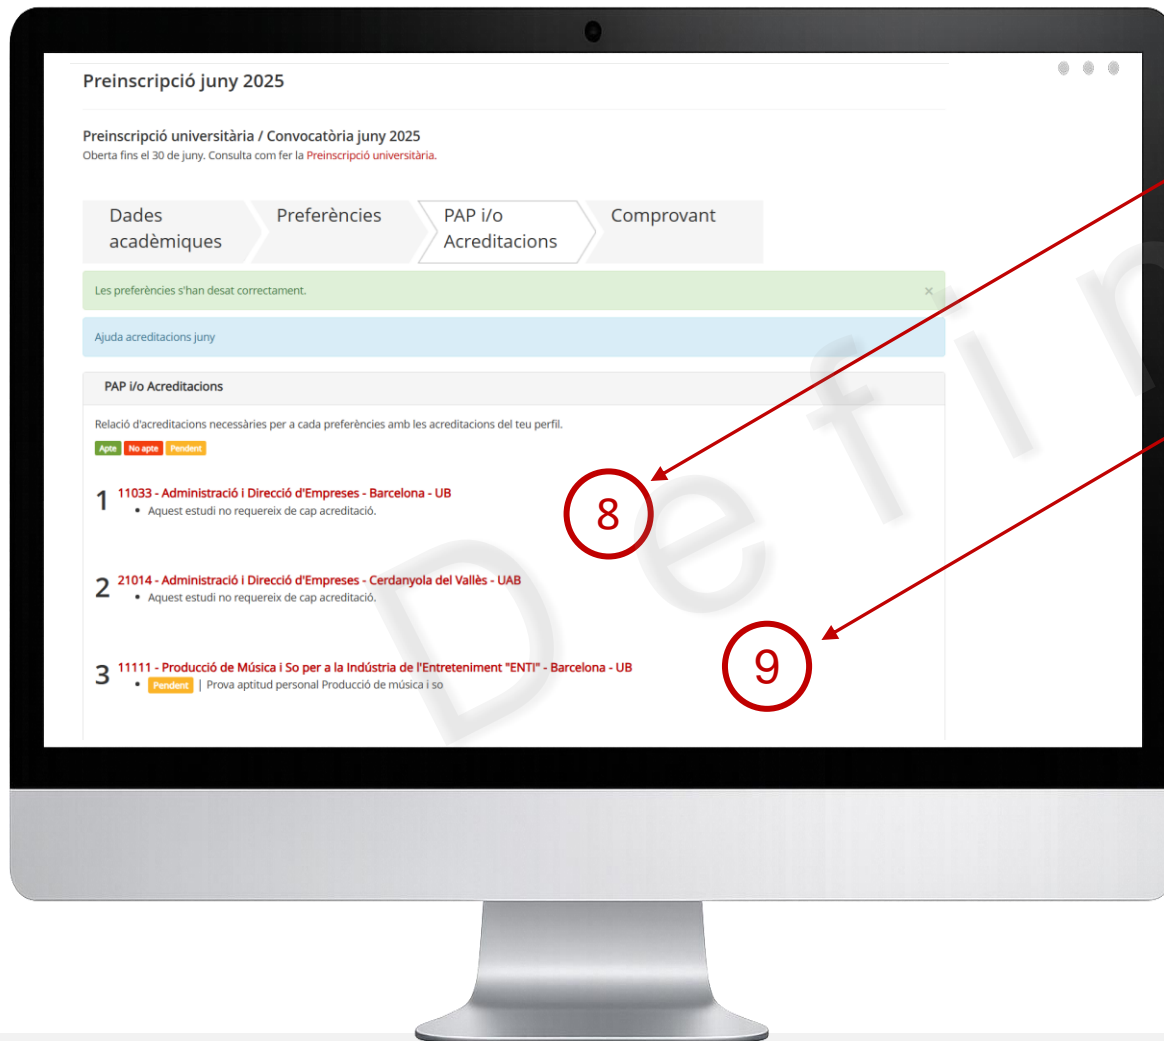 Preinscripció juny 2025
Preinscripció universitària / Convocatòria juny 2025
Oberta fins el 30 de juny. Consulta com fer la Preinscripció universitària.
Dades
acadèmiques
Preferències
PAP i/o
Acreditacions
Comprovant
Les preferències s'han desat correctament.
×
Ajuda acreditacions juny
PAP i/o Acreditacions
Relació d'acreditacions necessàries per a cada preferències amb les acreditacions del teu perfil.
Apte No apte Pendent
1 11033 - Administració i Direcció d'Empreses - Barcelona - UB
• Aquest estudi no requereix de cap acreditació.
8
2 21014 - Administració i Direcció d'Empreses - Cerdanyola del Vallès - UAB
• Aquest estudi no requereix de cap acreditació.
3 11111 - Producció de Música i So per a la Indústria de l'Entreteniment "ENTI" - Barcelona - UB
• Pendent | Prova aptitud personal Producció de música i so
9
Defin